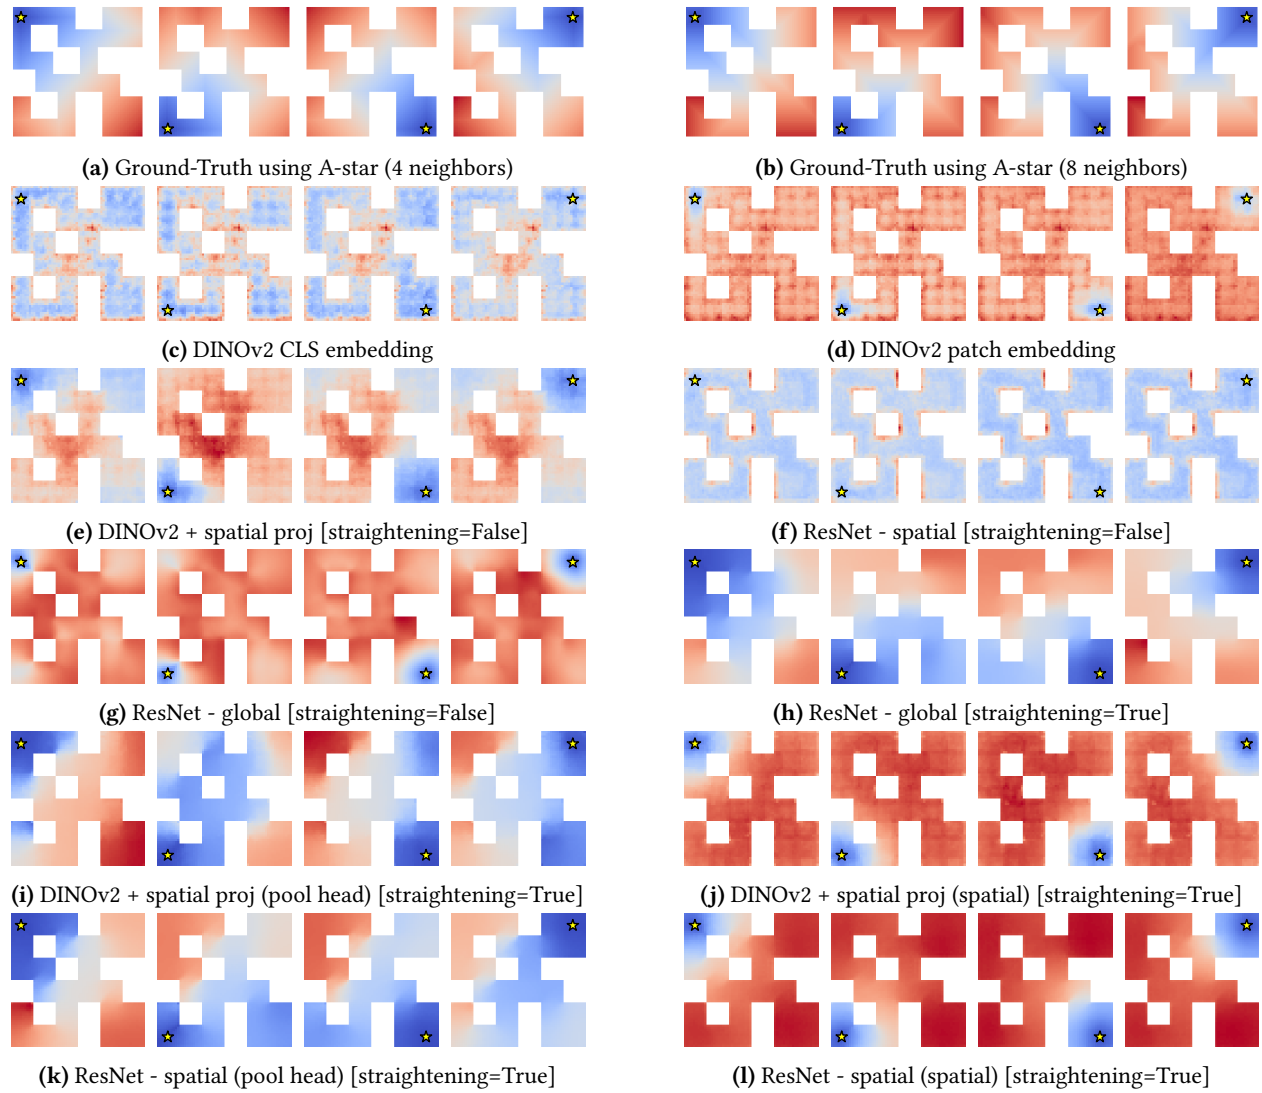 (a) Ground-Truth using A-star (4 neighbors)
(b) Ground-Truth using A-star (8 neighbors)
(c) DINOv2 CLS embedding
(d) DINOv2 patch embedding
(e) DINOv2 + spatial proj [straightening=False]
(f) ResNet - spatial [straightening=False]
(g) ResNet - global [straightening=False]
(h) ResNet - global [straightening=True]
(i) DINOv2 + spatial proj (pool head) [straightening=True]
(j) DINOv2 + spatial proj (spatial) [straightening=True]
(k) ResNet - spatial (pool head) [straightening=True]
(l) ResNet - spatial (spatial) [straightening=True]